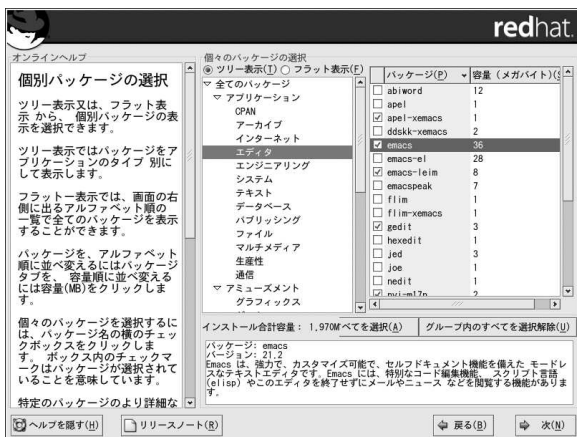 redhat.
オンラインヘルプ
個別パッケージの選択
ツリー表示又は、フラット表
示 から、 個別パッケージの表
示を選択できます。
ツリー表示ではパッケージをア
プリケーションのタイプ 別に
して表示します。
フラットー表示では、画面の右
側に出るアルファベット順の
一覧で全てのパッケージを表示
することができます。
パッケージを、アルファベット
順に並べ変えるにはパッケージ
タブを、 容量順に並べ変える
には容量(MB)をクリックしま
す。
個々のパッケージを選択するに
は、パッケージ名の横のチェッ
クボックスをクリックしま
す。 ボックス内のチェックマ
ークはパッケージが選択されて
いることを意味しています。
特定のパッケージのより詳細な
個々のパッケージの選択
ツリー表示(T) フラット表示(F)
全てのパッケージ
アプリケーション
CPAN
アーカイブ
インターネット
エディタ
エンジニアリング
システム
テキスト
データベース
パブリッシング
ファイル
マルチメディア
生産性
通信
アミューズメント
グラフィックス
パッケージ(P) 容量 (メガバイト)(S
abiword 12
apel 1
apel-xemacs 1
ddskk-xemacs 2
emacs 36
emacs-el 28
emacs-leim 8
emacspeak 7
flim 1
flim-xemacs 1
gedit 3
hexedit 1
jed 3
joe 1
nedit 1
nvi-m17n 2
インストール合計容量： 1,970M べてを選択(A) グループ内のすべてを選択解除(U)
パッケージ: emacs
バージョン: 21.2
Emacs は、強力で、カスタマイズ可能で、セルフドキュメント機能を備えた モードレ
スなテキストエディタです。Emacs には、特別なコード編集機能、 スクリプト言語
(elisp) やこのエディタを終了せずにメールやニュース などを閲覧する機能がありま
す。
ヘルプを隠す(H) リリースノート(R) 戻る(B) 次(N)